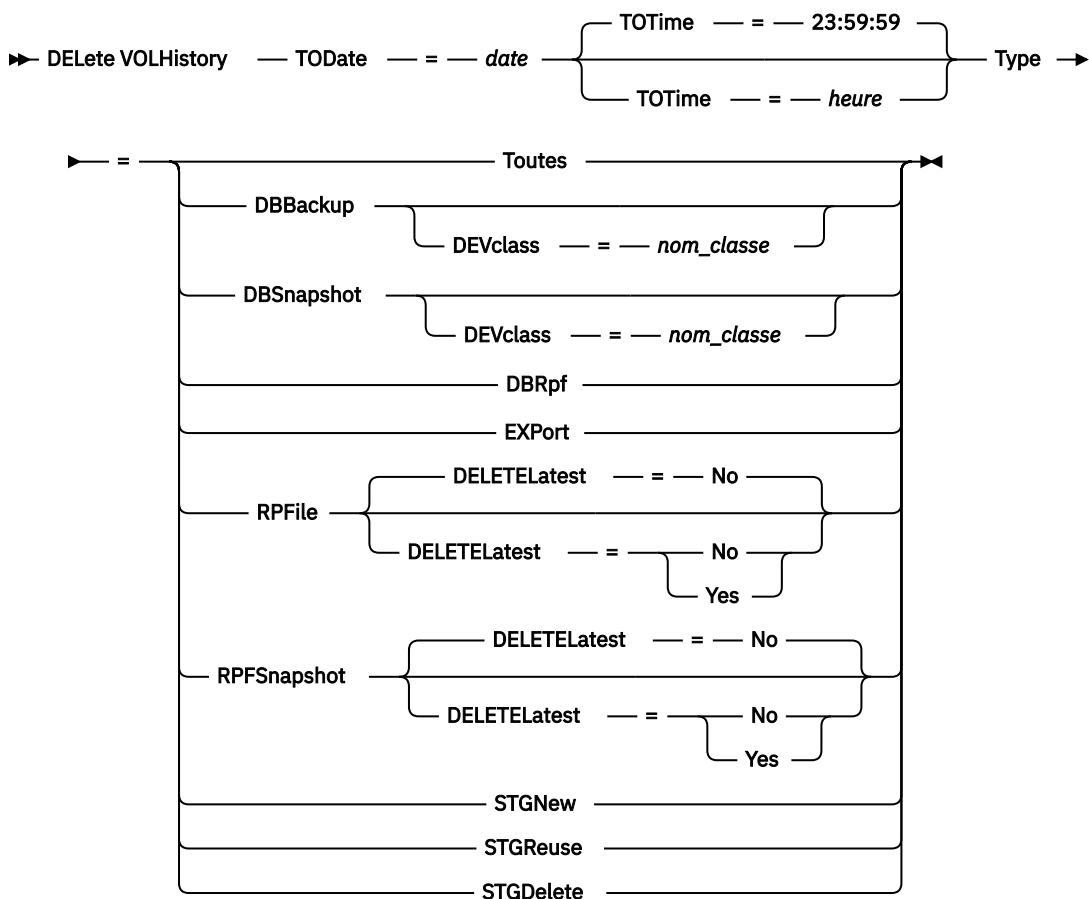 TOTime = 23:59:59
DELete VOLHistory TODate = date Type
TOTime = heure
= Toutes
DBBackup
DEVclass = nom_classe
DBSnapshot
DEVclass = nom_classe
DBRpf
EXPort
DELETELatest = No
RPFile
DELETELatest = No
Yes
DELETELatest = No
RPFSnapshot
DELETELatest = No
Yes
STGNew
STGReuse
STGDelete